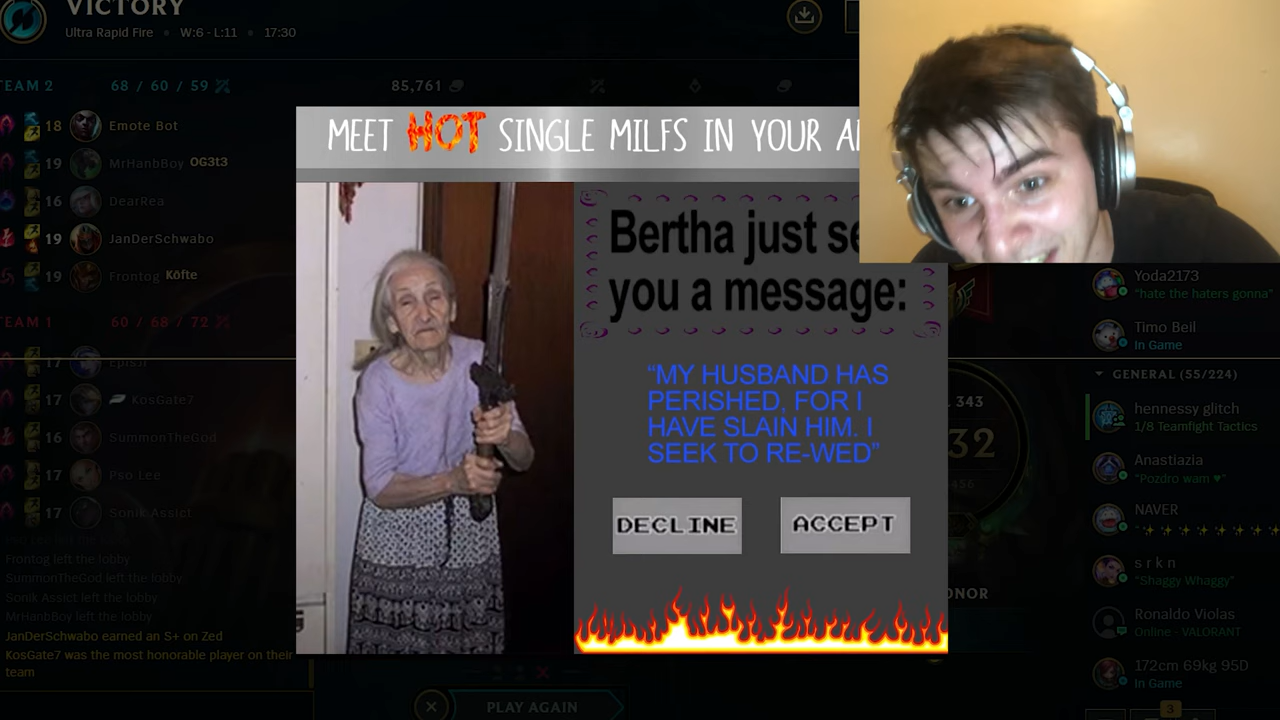 VICTORY
Ultra Rapid Fire • W:6 - L:11 • 17:30
TEAM 2 68 / 60 / 59 85,761
18 Emote Bot
19 MrHanbBoy OG3t3
16 DearRea
19 JanDerSchwabo
19 Frontog Köfte
TEAM 1 60 / 68 / 72
17
17 KosGate7
16 SummonTheGod
17 Pso Lee
17 Sonik Assict
Frontog left the lobby
SummonTheGod left the lobby
Sonik Assict left the lobby.
MrHanbBoy left the lobby
JanDerSchwabo earned an S+ on Zed
KosGate7 was the most honorable player on their
team
MEET HOT SINGLE MILFS IN YOUR
Bertha just
you a message:
“MY HUSBAND HAS
PERISHED, FOR I
HAVE SLAIN HIM. I
SEEK TO RE-WED”
DECLINE ACCEPT
PLAY AGAIN
343
32
ONOR
Yoda2173
"hate the haters gonna"
Timo Beil
In Game
GENERAL (55/224)
hennessy glitch
1/8 Teamfight Tactics
Anastiazia
"Pozdro wam ♥"
NAVER
s r k n
"Shaggy Whaggy"
Ronaldo Violas
Online - VALORANT
172cm 69kg 95D
In Game
3